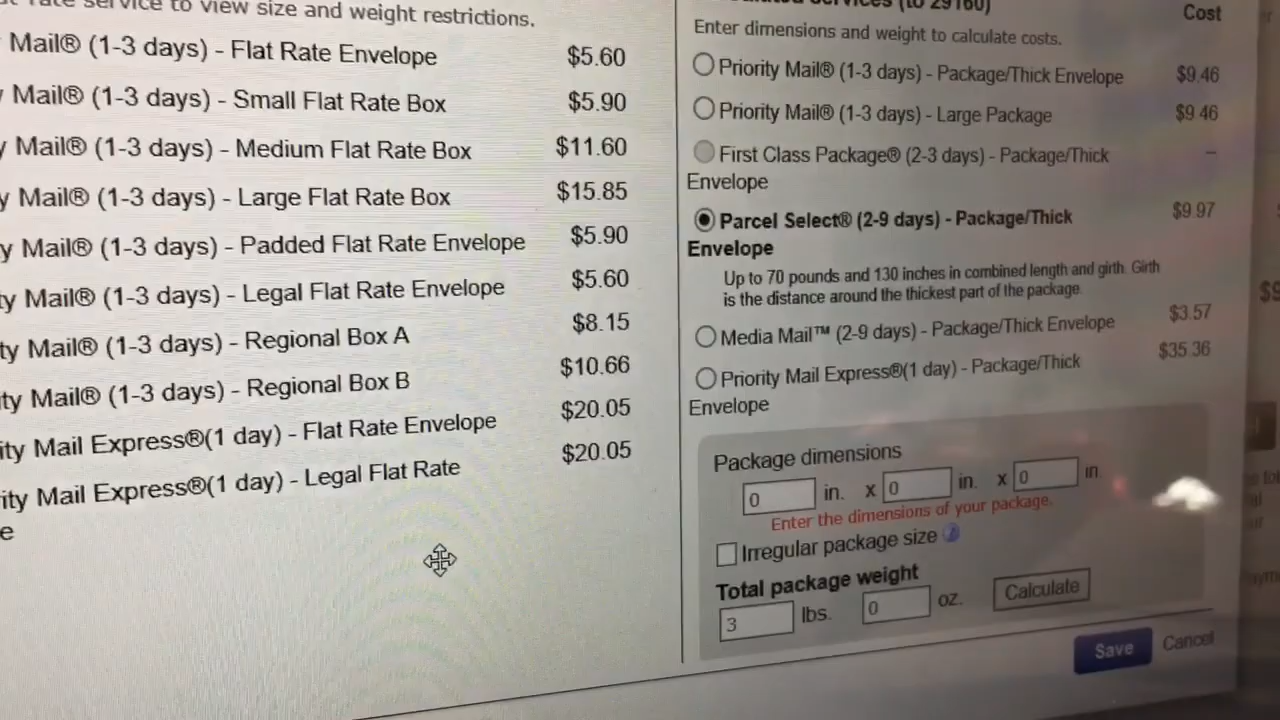 service to view size and weight restrictions.
Mail® (1-3 days) - Flat Rate Envelope $5.60
Mail® (1-3 days) - Small Flat Rate Box $5.90
y Mail® (1-3 days) - Medium Flat Rate Box $11.60
y Mail® (1-3 days) - Large Flat Rate Box $15.85
y Mail® (1-3 days) - Padded Flat Rate Envelope $5.90
ty Mail® (1-3 days) - Legal Flat Rate Envelope $5.60
ty Mail® (1-3 days) - Regional Box A $8.15
ity Mail® (1-3 days) - Regional Box B $10.66
ity Mail Express®(1 day) - Flat Rate Envelope $20.05
ity Mail Express®(1 day) - Legal Flat Rate $20.05
e
(to 29160)
Cost
Enter dimensions and weight to calculate costs.
Priority Mail® (1-3 days) - Package/Thick Envelope $9.46
Priority Mail® (1-3 days) - Large Package $9.46
First Class Package® (2-3 days) - Package/Thick --
Envelope
Parcel Select® (2-9 days) - Package/Thick $9.97
Envelope
Up to 70 pounds and 130 inches in combined length and girth. Girth
is the distance around the thickest part of the package.
Media Mail™ (2-9 days) - Package/Thick Envelope $3.57
Priority Mail Express®(1 day) - Package/Thick $35.36
Envelope
Package dimensions
0 in. x 0 in. x 0 in.
Enter the dimensions of your package.
Irregular package size ?
Total package weight
3 lbs. 0 oz. Calculate
Save Cancel